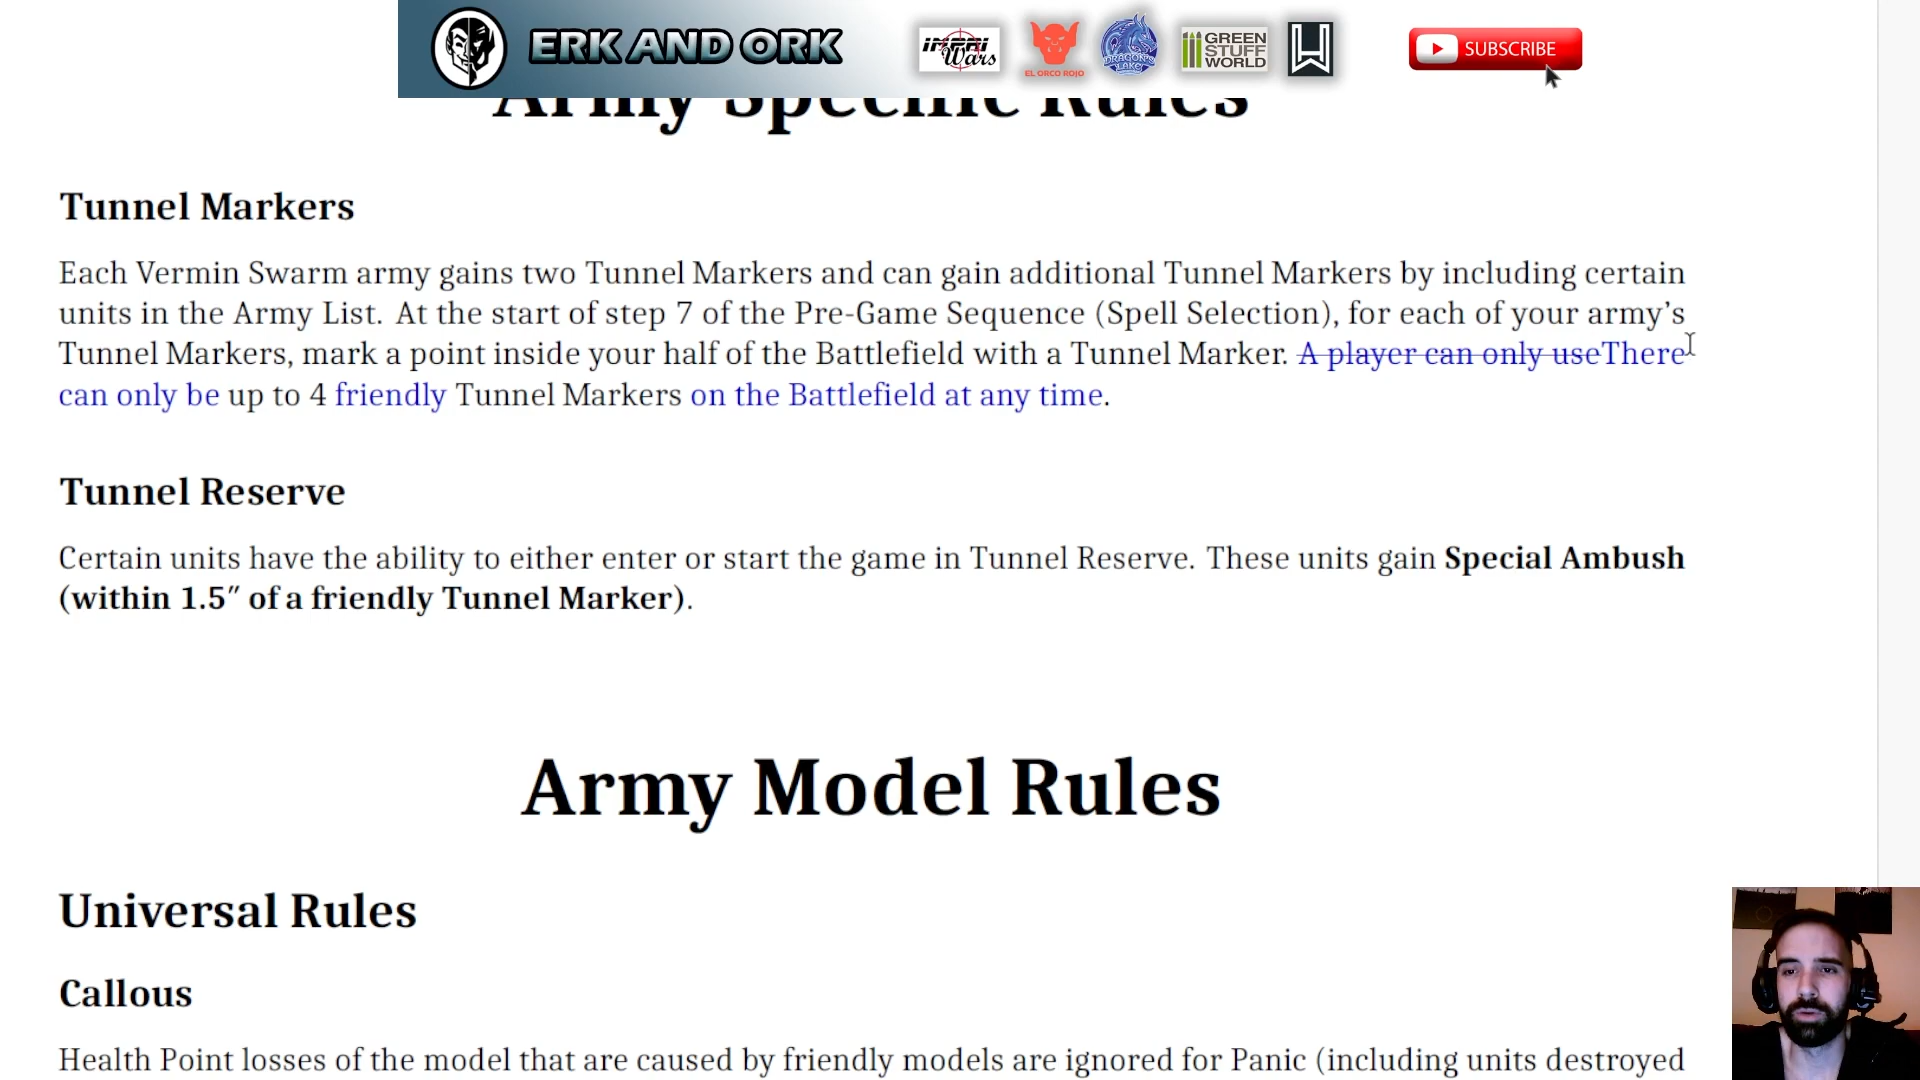 ERK AND ORK
IMPRI Wars
EL ORCO ROJO
DRAGON'S LAKE
GREEN STUFF WORLD
SUBSCRIBE
Army Specific Rules
Tunnel Markers
Each Vermin Swarm army gains two Tunnel Markers and can gain additional Tunnel Markers by including certain
units in the Army List. At the start of step 7 of the Pre-Game Sequence (Spell Selection), for each of your army’s
Tunnel Markers, mark a point inside your half of the Battlefield with a Tunnel Marker. A player can only useThere
can only be up to 4 friendly Tunnel Markers on the Battlefield at any time.
Tunnel Reserve
Certain units have the ability to either enter or start the game in Tunnel Reserve. These units gain Special Ambush
(within 1.5″ of a friendly Tunnel Marker).
Army Model Rules
Universal Rules
Callous
Health Point losses of the model that are caused by friendly models are ignored for Panic (including units destroyed